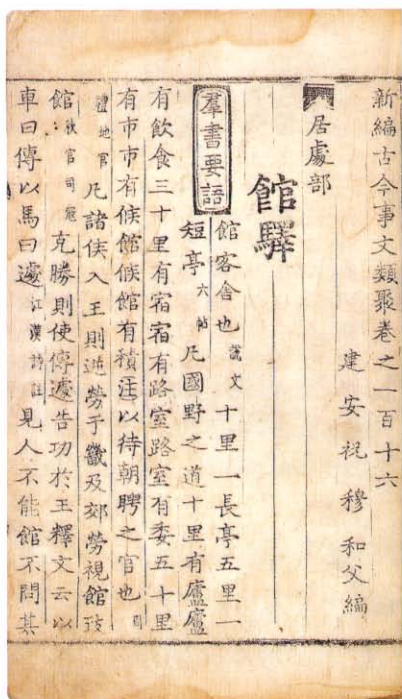 新編古今事文類聚卷之一百十六
建安祝穆和父編
居處部
館驛
羣書要語
館客舍也說文十里一長亭五里一
短亭六帖凡國野之道十里有廬廬
有飲食三十里有宿宿有路室路室有委五十里
有市市有候館候館有積注以待朝聘之官也周
禮地官凡諸侯入王則逆勞于畿及郊勞視館致
館秋官司寇克勝則使傳遽告功於王釋文云以
車曰傳以馬曰遽江漢詩註見人不能館不問其